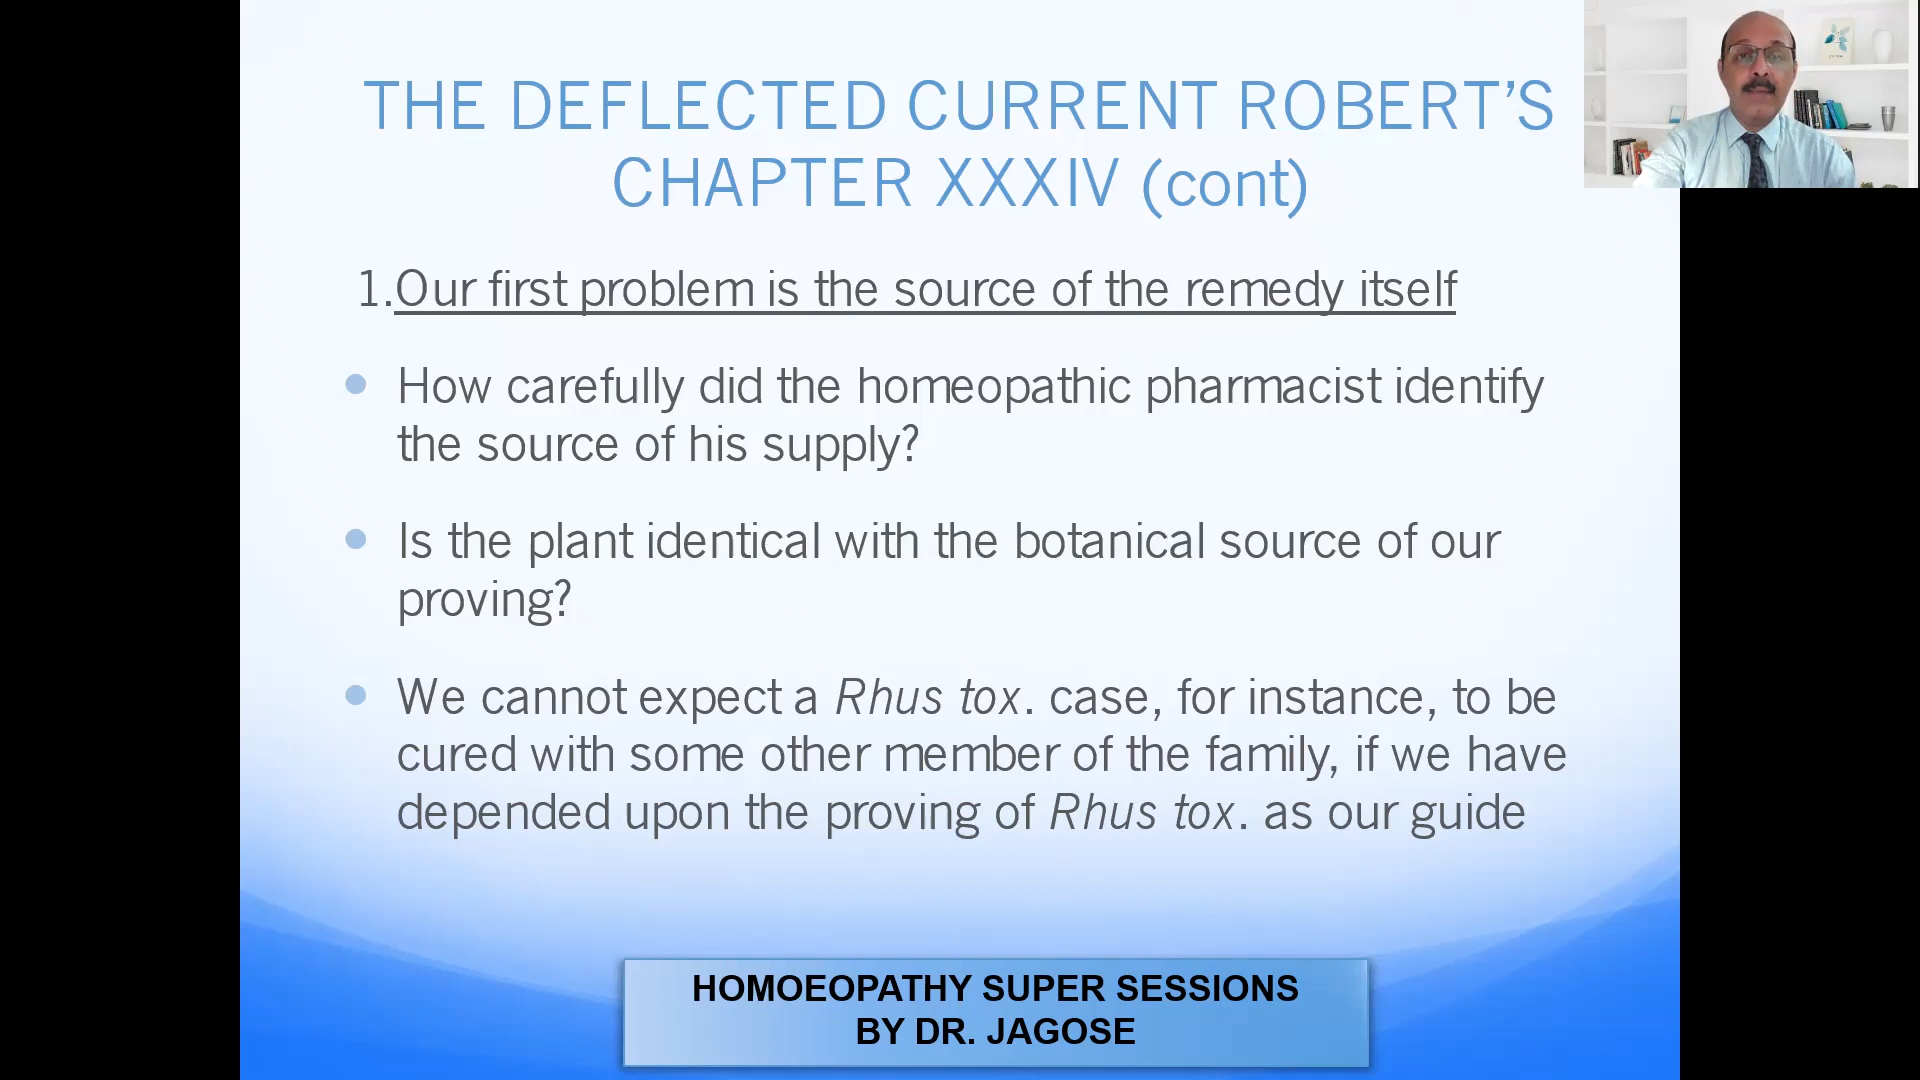 THE DEFLECTED CURRENT ROBERT’S
CHAPTER XXXIV (cont)
1.Our first problem is the source of the remedy itself
How carefully did the homeopathic pharmacist identify
the source of his supply?
Is the plant identical with the botanical source of our
proving?
We cannot expect a Rhus tox. case, for instance, to be
cured with some other member of the family, if we have
depended upon the proving of Rhus tox. as our guide
HOMOEOPATHY SUPER SESSIONS
BY DR. JAGOSE